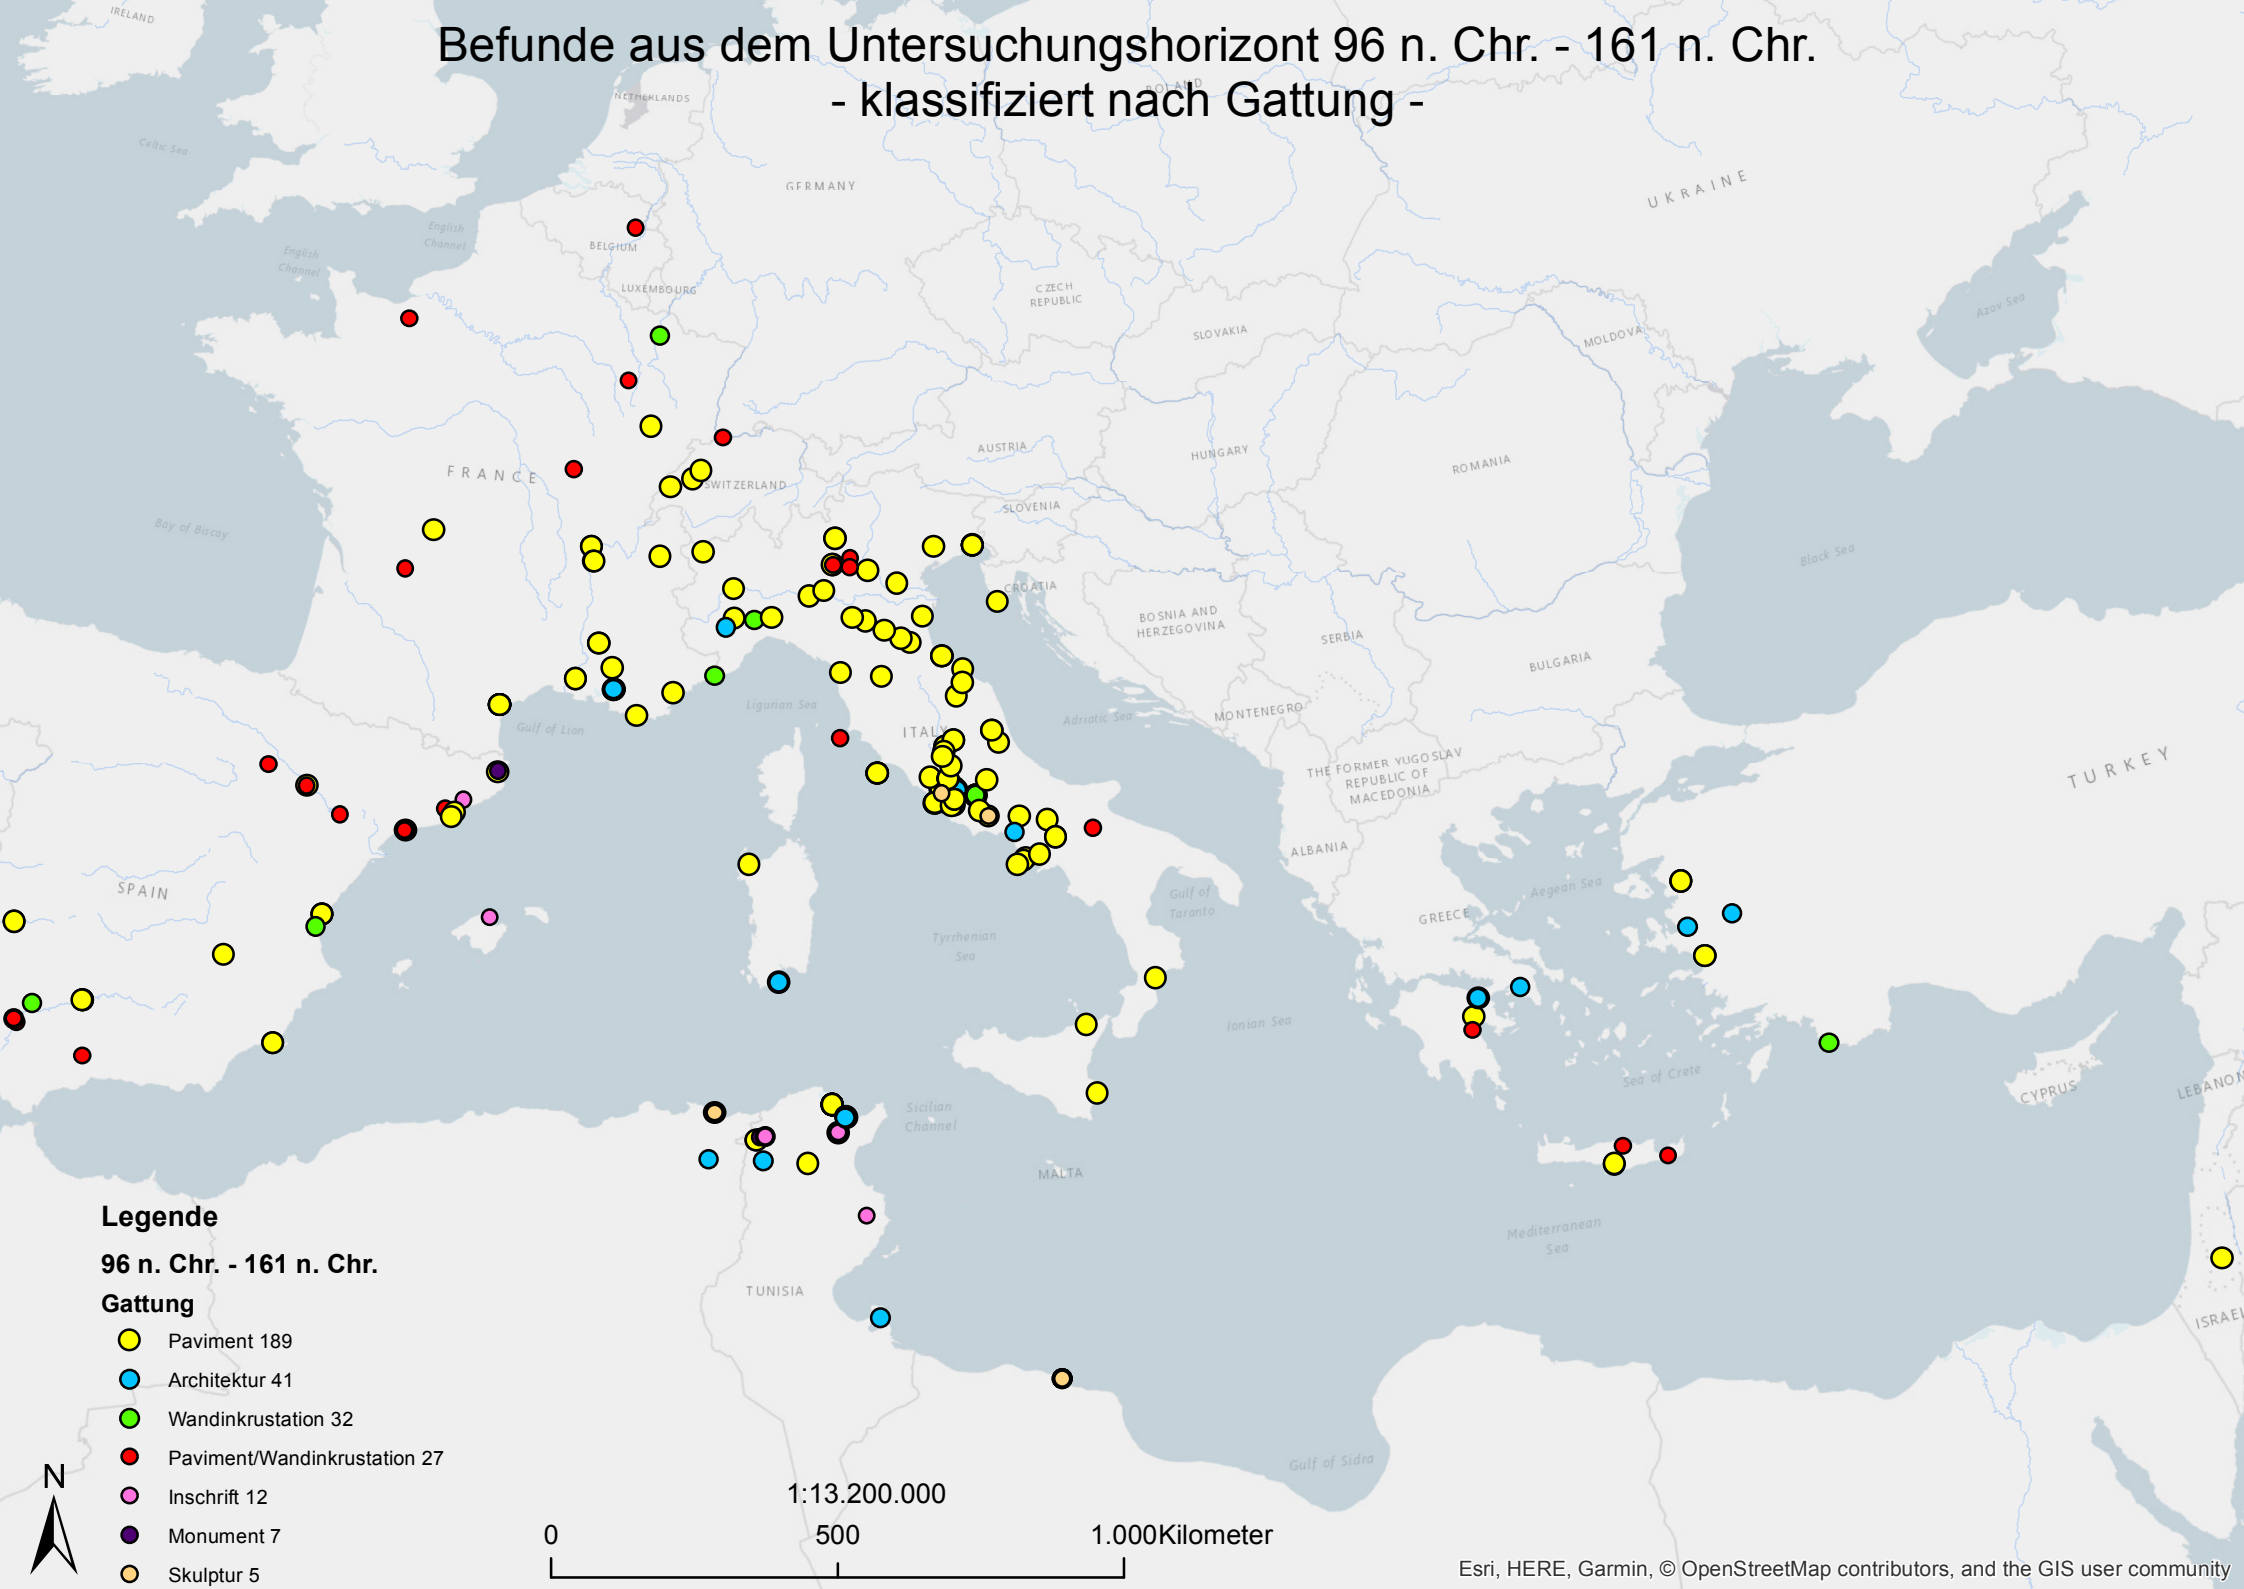 Befunde aus dem Untersuchungshorizont 96 n. Chr. - 161 n. Chr.
- klassifiziert nach Gattung -
IRELAND
NETHERLANDS
POLAND
Celtic Sea
GERMANY
UKRAINE
English
Channel
BELGIUM
English
Channel
LUXEMBOURG
CZECH
REPUBLIC
Azov Sea
SLOVAKIA
MOLDOVA
AUSTRIA
HUNGARY
ROMANIA
FRANCE
SWITZERLAND
SLOVENIA
Bay of Biscay
Black Sea
CROATIA
BOSNIA AND
HERZEGOVINA
SERBIA
BULGARIA
Ligurian Sea
Adriatic Sea
MONTENEGRO
Gulf of Lion
ITALY
THE FORMER YUGOSLAV
REPUBLIC OF
MACEDONIA
TURKEY
ALBANIA
SPAIN
Gulf of
Taranto
Aegean Sea
GREECE
Tyrrhenian
Sea
Ionian Sea
Sea of Crete
CYPRUS
LEBANON
Sicilian
Channel
MALTA
Mediterranean
Sea
TUNISIA
ISRAEL
Gulf of Sidra
Legende
96 n. Chr. - 161 n. Chr.
Gattung
Paviment 189
Architektur 41
Wandinkrustation 32
Paviment/Wandinkrustation 27
Inschrift 12
Monument 7
Skulptur 5
N
1:13.200.000
0 500 1.000Kilometer
Esri, HERE, Garmin, © OpenStreetMap contributors, and the GIS user community